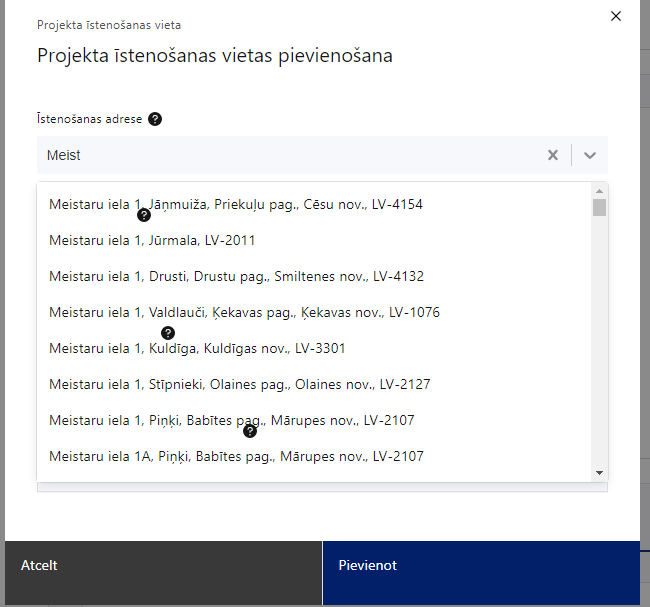 Projekta īstenošanas vieta
Projekta īstenošanas vietas pievienošana
Īstenošanas adrese ?
Meist
Meistaru iela 1, Jāņmuiža, Priekuļu pag., Cēsu nov., LV-4154
?
Meistaru iela 1, Jūrmala, LV-2011
Meistaru iela 1, Drusti, Drustu pag., Smiltenes nov., LV-4132
Meistaru iela 1, Valdlauči, Ķekavas pag., Ķekavas nov., LV-1076
?
Meistaru iela 1, Kuldīga, Kuldīgas nov., LV-3301
Meistaru iela 1, Stīpnieki, Olaines pag., Olaines nov., LV-2127
Meistaru iela 1, Piņķi, Babītes pag., Mārupes nov., LV-2107
?
Meistaru iela 1A, Piņķi, Babītes pag., Mārupes nov., LV-2107
Atcelt
Pievienot